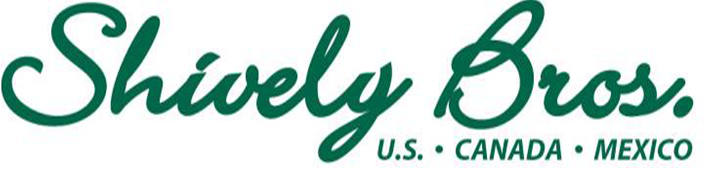 Shively Bros.
U.S. • CANADA • MEXICO